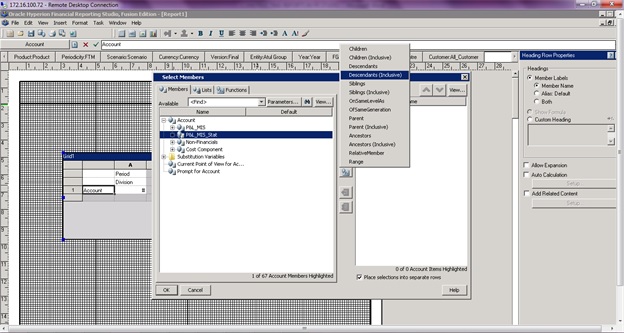 172.16.100.72 - Remote Desktop Connection
Oracle Hyperion Financial Reporting Studio, Fusion Edition - [Report1]
File Edit View Insert Format Task Tools Help
Account Account
Product:Product Periodicity:FTM Scenario:Scenario Currency:Currency Version:Final Entity:Ald Group Year:Year Customer:All_Customer
Heading Row Properties
Headings
Member Labels
Member Name
Alias: Default
Both
Show Formula
Custom Heading
Allow Expansion
Auto Calculation
Setup
Add Related Content
Setup...
Grid1
A
Period
Division
1 Account #
Select Members
Members Lists Functions
Available <Find> Parameters... View...
Name Default
Account
P&L_MIS
P&L_MIS_Stat
Non-Financials
Cost Component
Substitution Variables
Current Point of View for Ac...
Prompt for Account
1 of 67 Account Members Highlighted
Children
Children (Inclusive)
Descendants
Descendants (Inclusive)
Siblings
Siblings (Inclusive)
OnSameLevelAs
OfSameGeneration
Parent
Parent (Inclusive)
Ancestors
Ancestors (Inclusive)
RelativeMember
Range
View...
0 of 0 Account Items Highlighted
Place selections into separate rows
OK Cancel Help